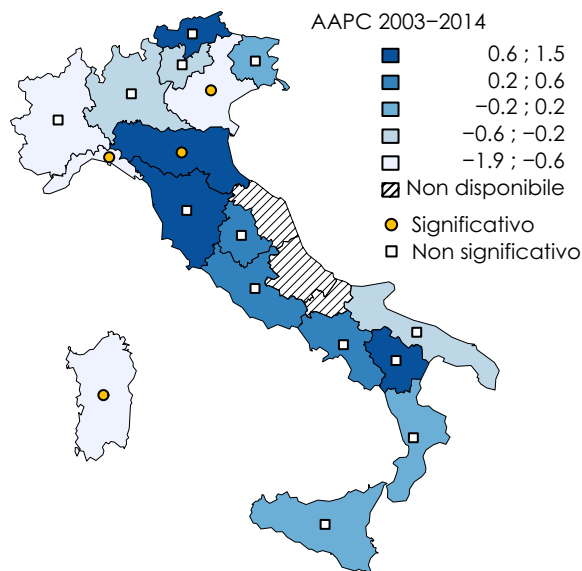 AAPC 2003−2014
0.6 ; 1.5
0.2 ; 0.6
−0.2 ; 0.2
−0.6 ; −0.2
−1.9 ; −0.6
Non disponibile
Significativo
Non significativo